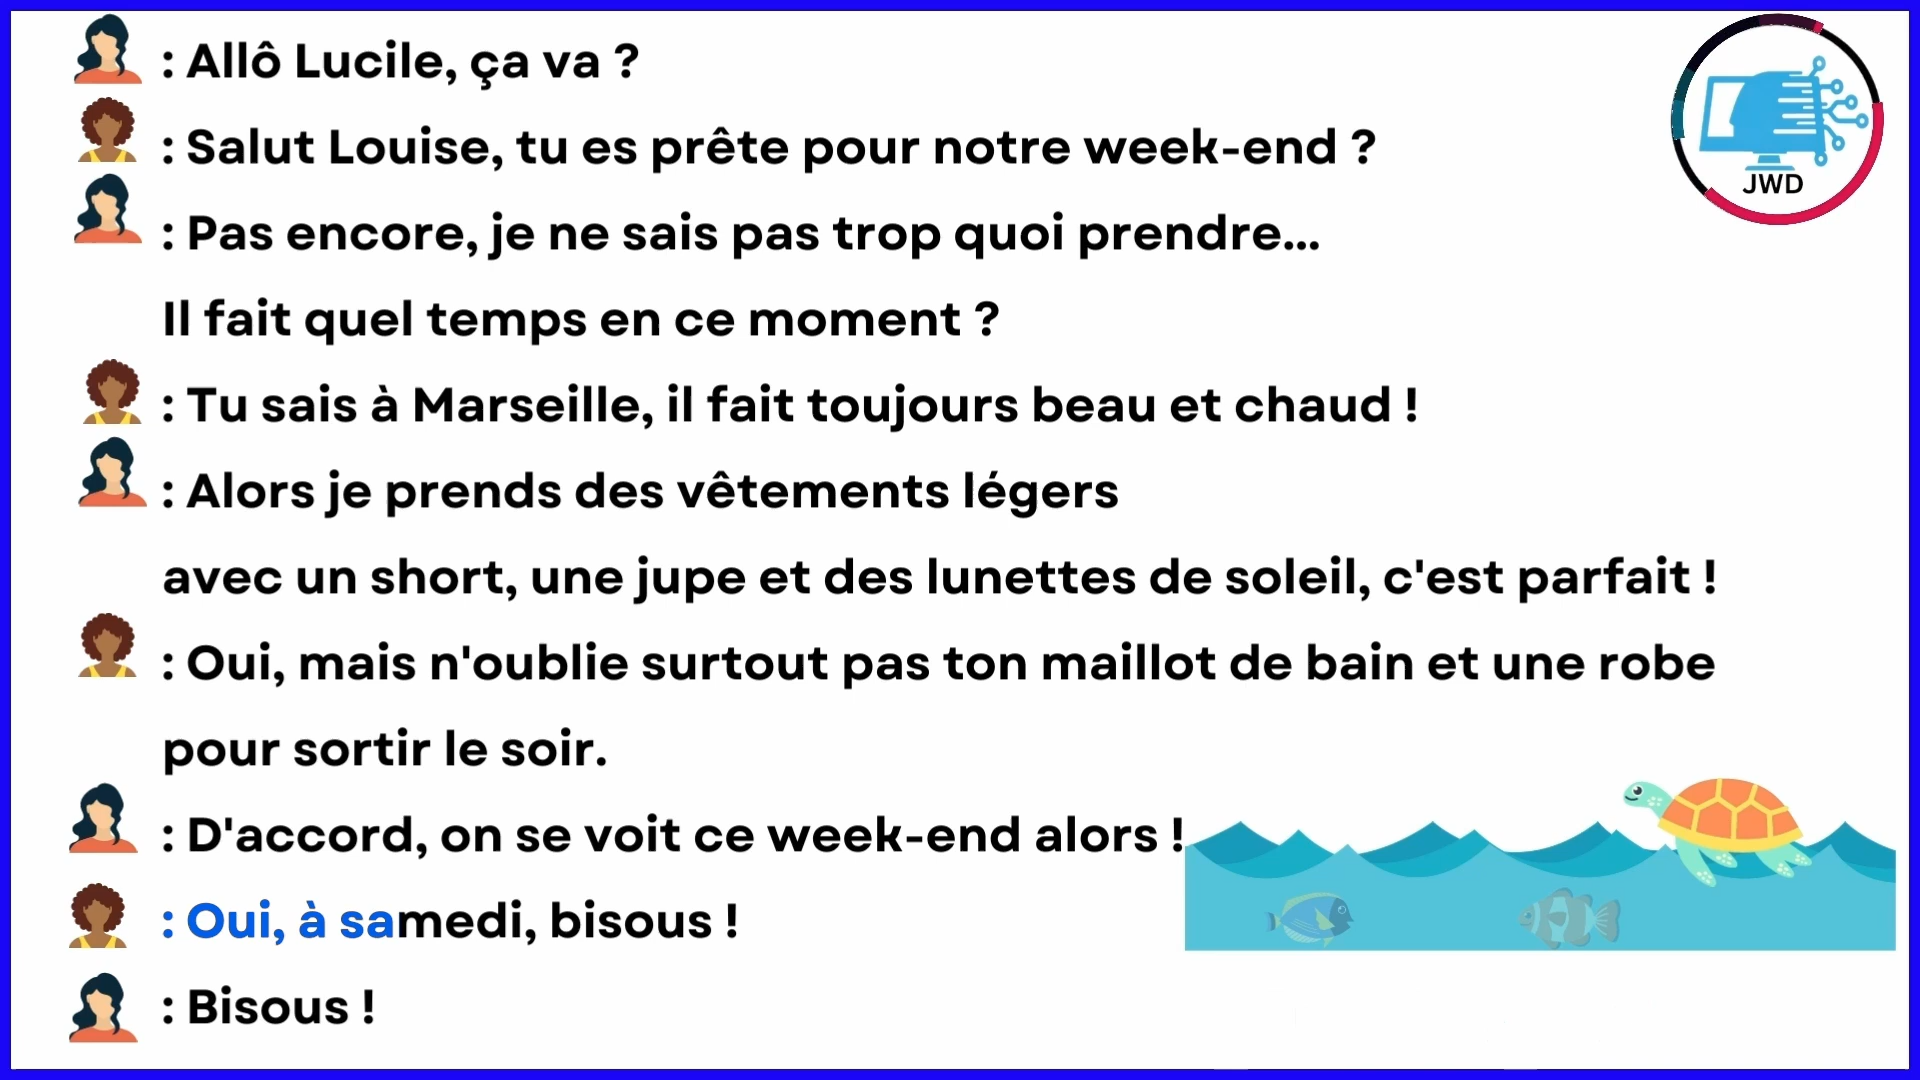 : Allô Lucile, ça va ?
: Salut Louise, tu es prête pour notre week-end ?
: Pas encore, je ne sais pas trop quoi prendre...
Il fait quel temps en ce moment ?
: Tu sais à Marseille, il fait toujours beau et chaud !
: Alors je prends des vêtements légers
avec un short, une jupe et des lunettes de soleil, c'est parfait !
: Oui, mais n'oublie surtout pas ton maillot de bain et une robe
pour sortir le soir.
: D'accord, on se voit ce week-end alors !
: Oui, à samedi, bisous !
: Bisous !
JWD